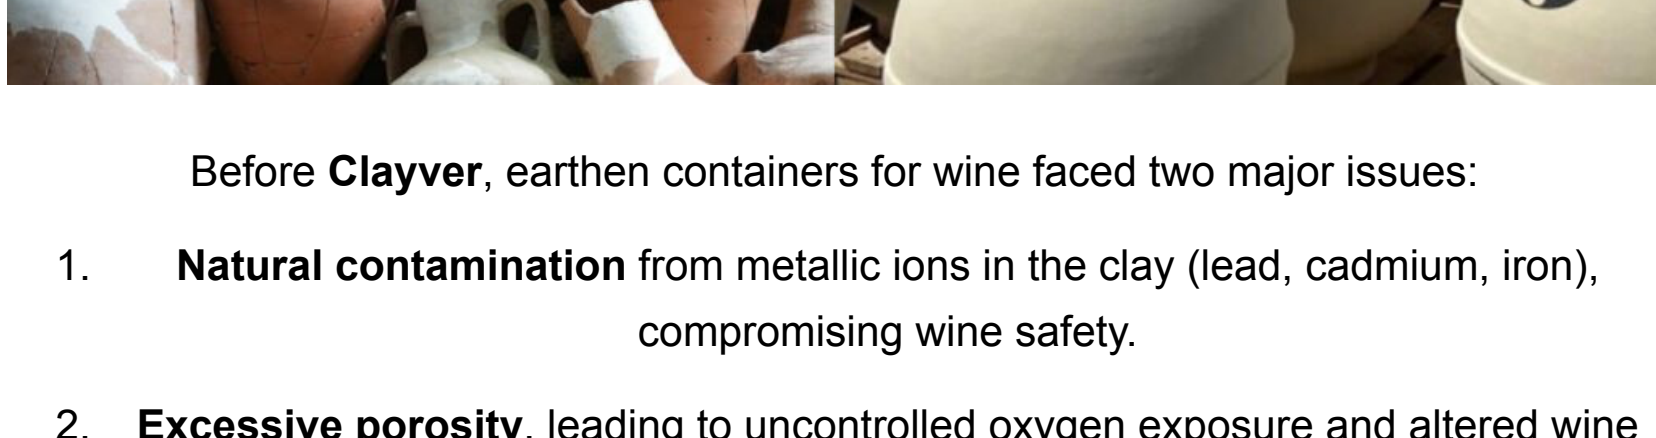 Before Clayver, earthen containers for wine faced two major issues:
1. Natural contamination from metallic ions in the clay (lead, cadmium, iron),
compromising wine safety.
2. Excessive porosity, leading to uncontrolled oxygen exposure and altered wine